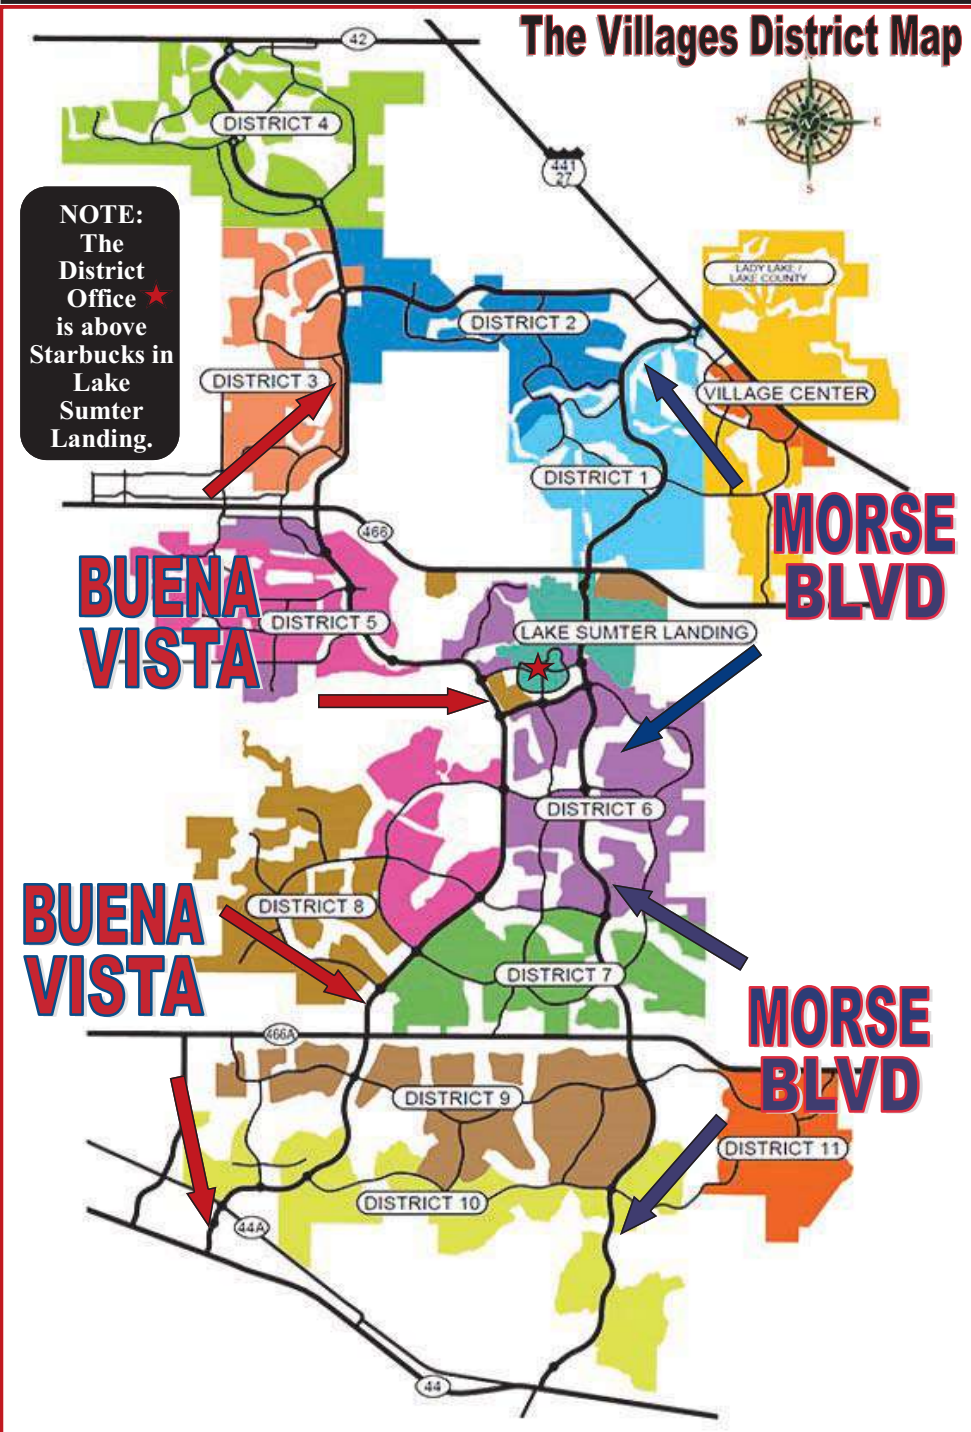 The Villages District Map
42
N
W
E
S
DISTRICT 4
441
27
NOTE:
The
District
Office
is above
Starbucks in
Lake
Sumter
Landing.
LADY LAKE /
LAKE COUNTY
DISTRICT 2
DISTRICT 3
VILLAGE CENTER
DISTRICT 1
MORSE
BLVD
466
BUENA
VISTA
DISTRICT 5
LAKE SUMTER LANDING
DISTRICT 6
BUENA
VISTA
DISTRICT 8
DISTRICT 7
MORSE
BLVD
466A
DISTRICT 9
DISTRICT 11
DISTRICT 10
44A
44